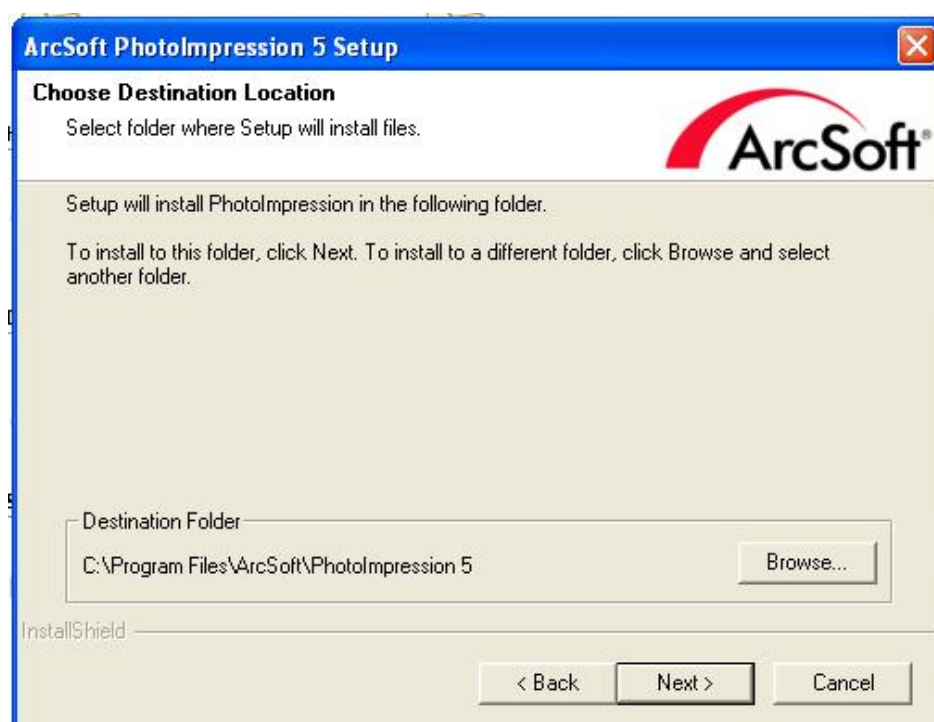 ArcSoft PhotoImpression 5 Setup
Choose Destination Location
Select folder where Setup will install files.
ArcSoft®
Setup will install PhotoImpression in the following folder.
To install to this folder, click Next. To install to a different folder, click Browse and select
another folder.
Destination Folder
C:\Program Files\ArcSoft\PhotoImpression 5
Browse...
InstallShield
< Back
Next >
Cancel